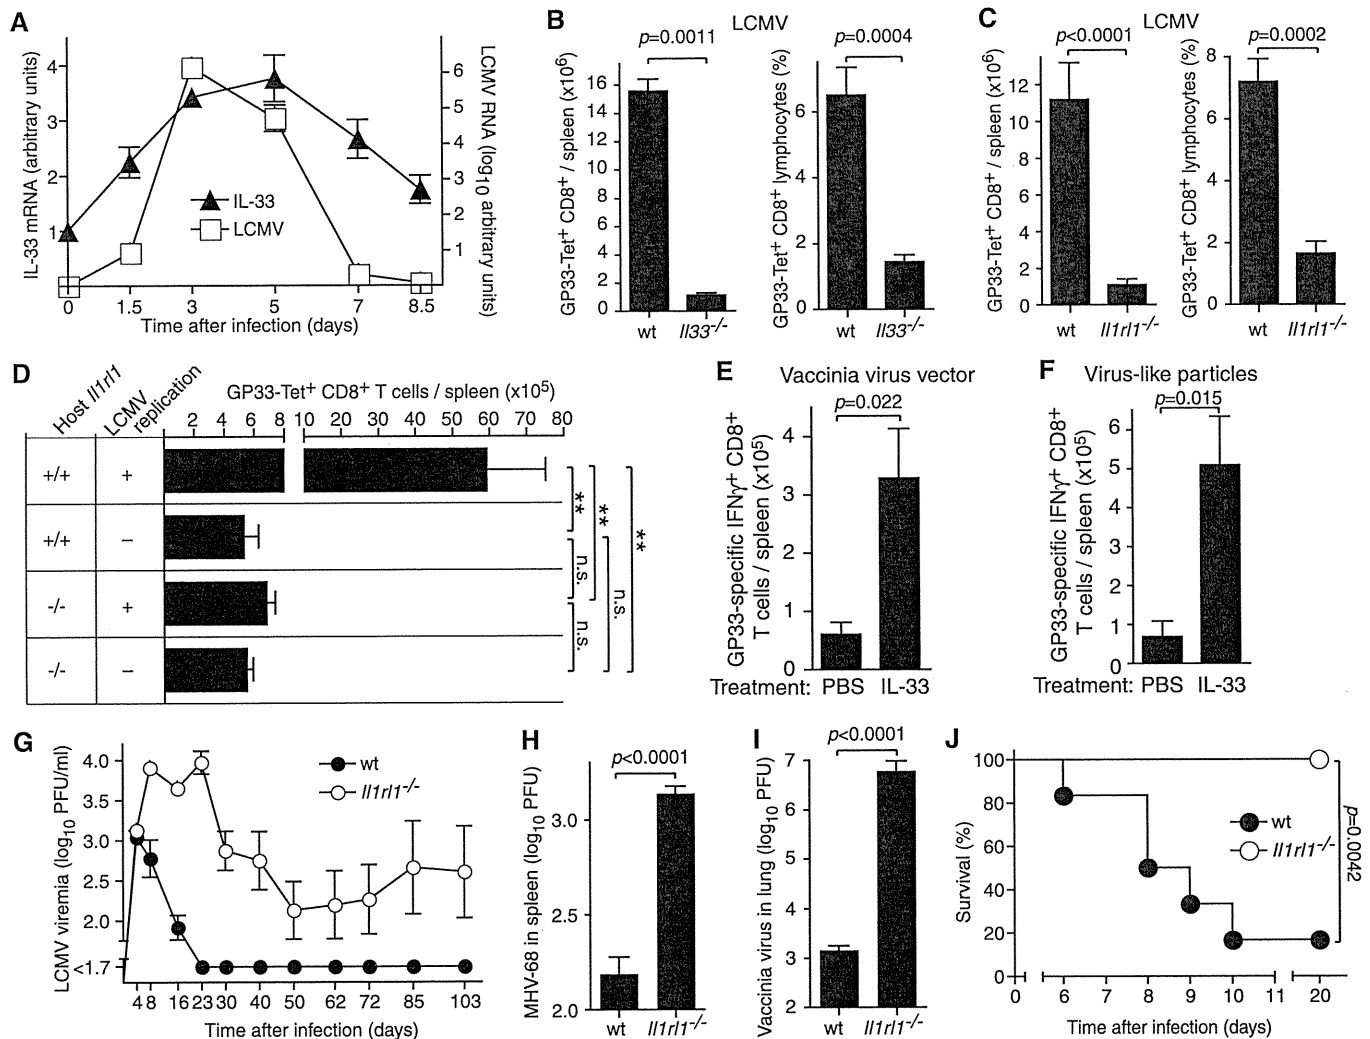 A
IL-33 mRNA (arbitrary units)
4
3
2
1
LCMV RNA (log10 arbitrary units)
6
5
4
3
2
1
IL-33
LCMV
0 1.5 3 5 7 8.5
Time after infection (days)
B
LCMV
p=0.0011
GP33-Tet+ CD8+ / spleen (x10^6)
16
14
12
10
8
6
4
2
0
wt Il33-/-
p=0.0004
GP33-Tet+ CD8+ lymphocytes (%)
6
4
2
0
wt Il33-/-
C
LCMV
p<0.0001
GP33-Tet+ CD8+ / spleen (x10^6)
12
10
8
6
4
2
0
wt Il1rl1-/-
p=0.0002
GP33-Tet+ CD8+ lymphocytes (%)
8
6
4
2
0
wt Il1rl1-/-
D
Host Il1rl1
LCMV replication
GP33-Tet+ CD8+ T cells / spleen (x10^5)
2 4 6 8 10 20 30 40 50 60 70 80
+/+ +
+/+ –
-/- +
-/- –
**
**
**
n.s.
n.s.
n.s.
E
Vaccinia virus vector
p=0.022
GP33-specific IFNγ+ CD8+
T cells / spleen (x10^5)
4
3
2
1
0
Treatment: PBS IL-33
F
Virus-like particles
p=0.015
GP33-specific IFNγ+ CD8+
T cells / spleen (x10^5)
6
5
4
3
2
1
0
Treatment: PBS IL-33
G
LCMV viremia (log10 PFU/ml)
4.0
3.5
3.0
2.5
2.0
<1.7
wt
Il1rl1-/-
4 8 16 23 30 40 50 62 72 85 103
Time after infection (days)
H
p<0.0001
MHV-68 in spleen (log10 PFU)
3.0
2.5
2.0
wt Il1rl1-/-
I
p<0.0001
Vaccinia virus in lung (log10 PFU)
7
6
5
4
3
2
wt Il1rl1-/-
J
Survival (%)
100
80
60
40
20
0
wt
Il1rl1-/-
p=0.0042
0 6 7 8 9 10 11 20
Time after infection (days)